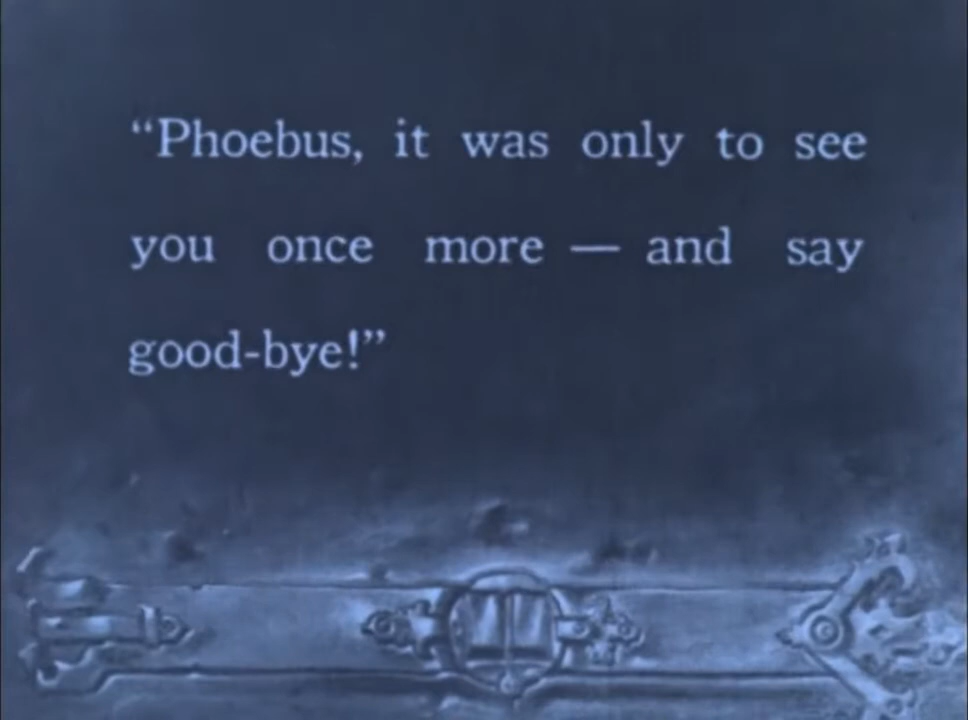 “Phoebus, it was only to see
you once more — and say
good-bye!”